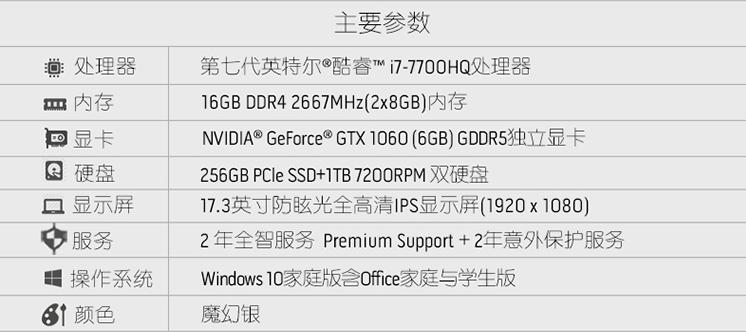 主要参数
处理器 第七代英特尔®酷睿™ i7-7700HQ处理器
内存 16GB DDR4 2667MHz(2x8GB)内存
显卡 NVIDIA® GeForce® GTX 1060 (6GB) GDDR5独立显卡
硬盘 256GB PCIe SSD+1TB 7200RPM 双硬盘
显示屏 17.3英寸防眩光全高清IPS显示屏(1920 x 1080)
服务 2 年全智服务 Premium Support + 2年意外保护服务
操作系统 Windows 10家庭版含Office家庭与学生版
颜色 魔幻银